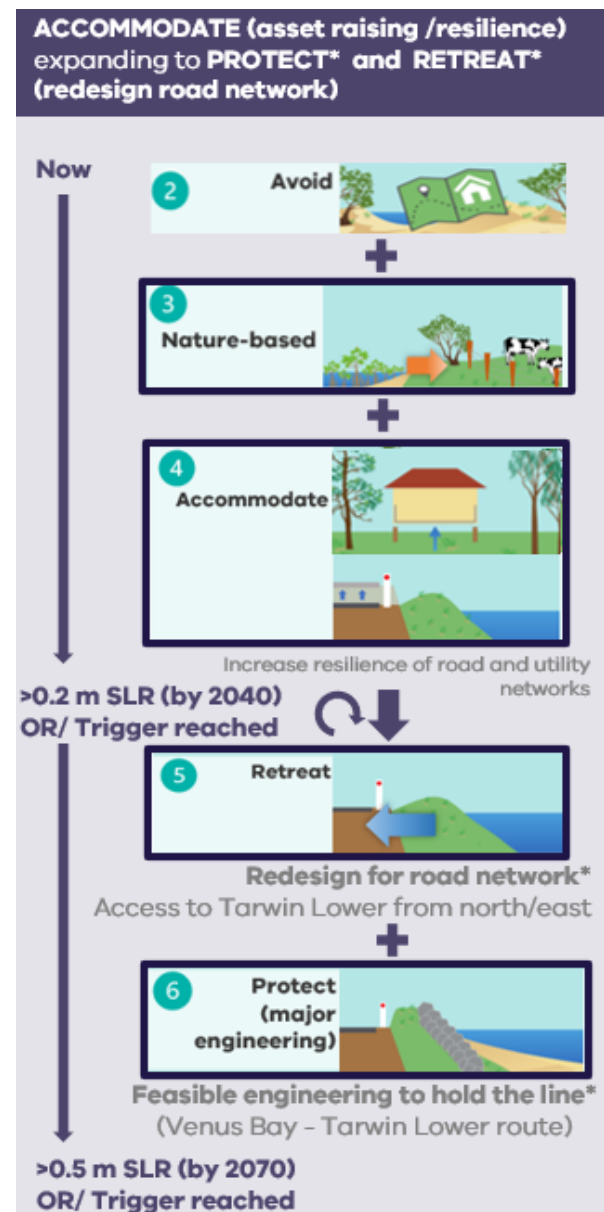 ACCOMMODATE (asset raising /resilience)
expanding to PROTECT* and RETREAT*
(redesign road network)
Now
2
Avoid
+
3
Nature-based
+
4
Accommodate
Increase resilience of road and utility
networks
>0.2 m SLR (by 2040)
OR/ Trigger reached
5
Retreat
Redesign for road network*
Access to Tarwin Lower from north/east
+
6
Protect
(major
engineering)
Feasible engineering to hold the line*
(Venus Bay - Tarwin Lower route)
>0.5 m SLR (by 2070)
OR/ Trigger reached